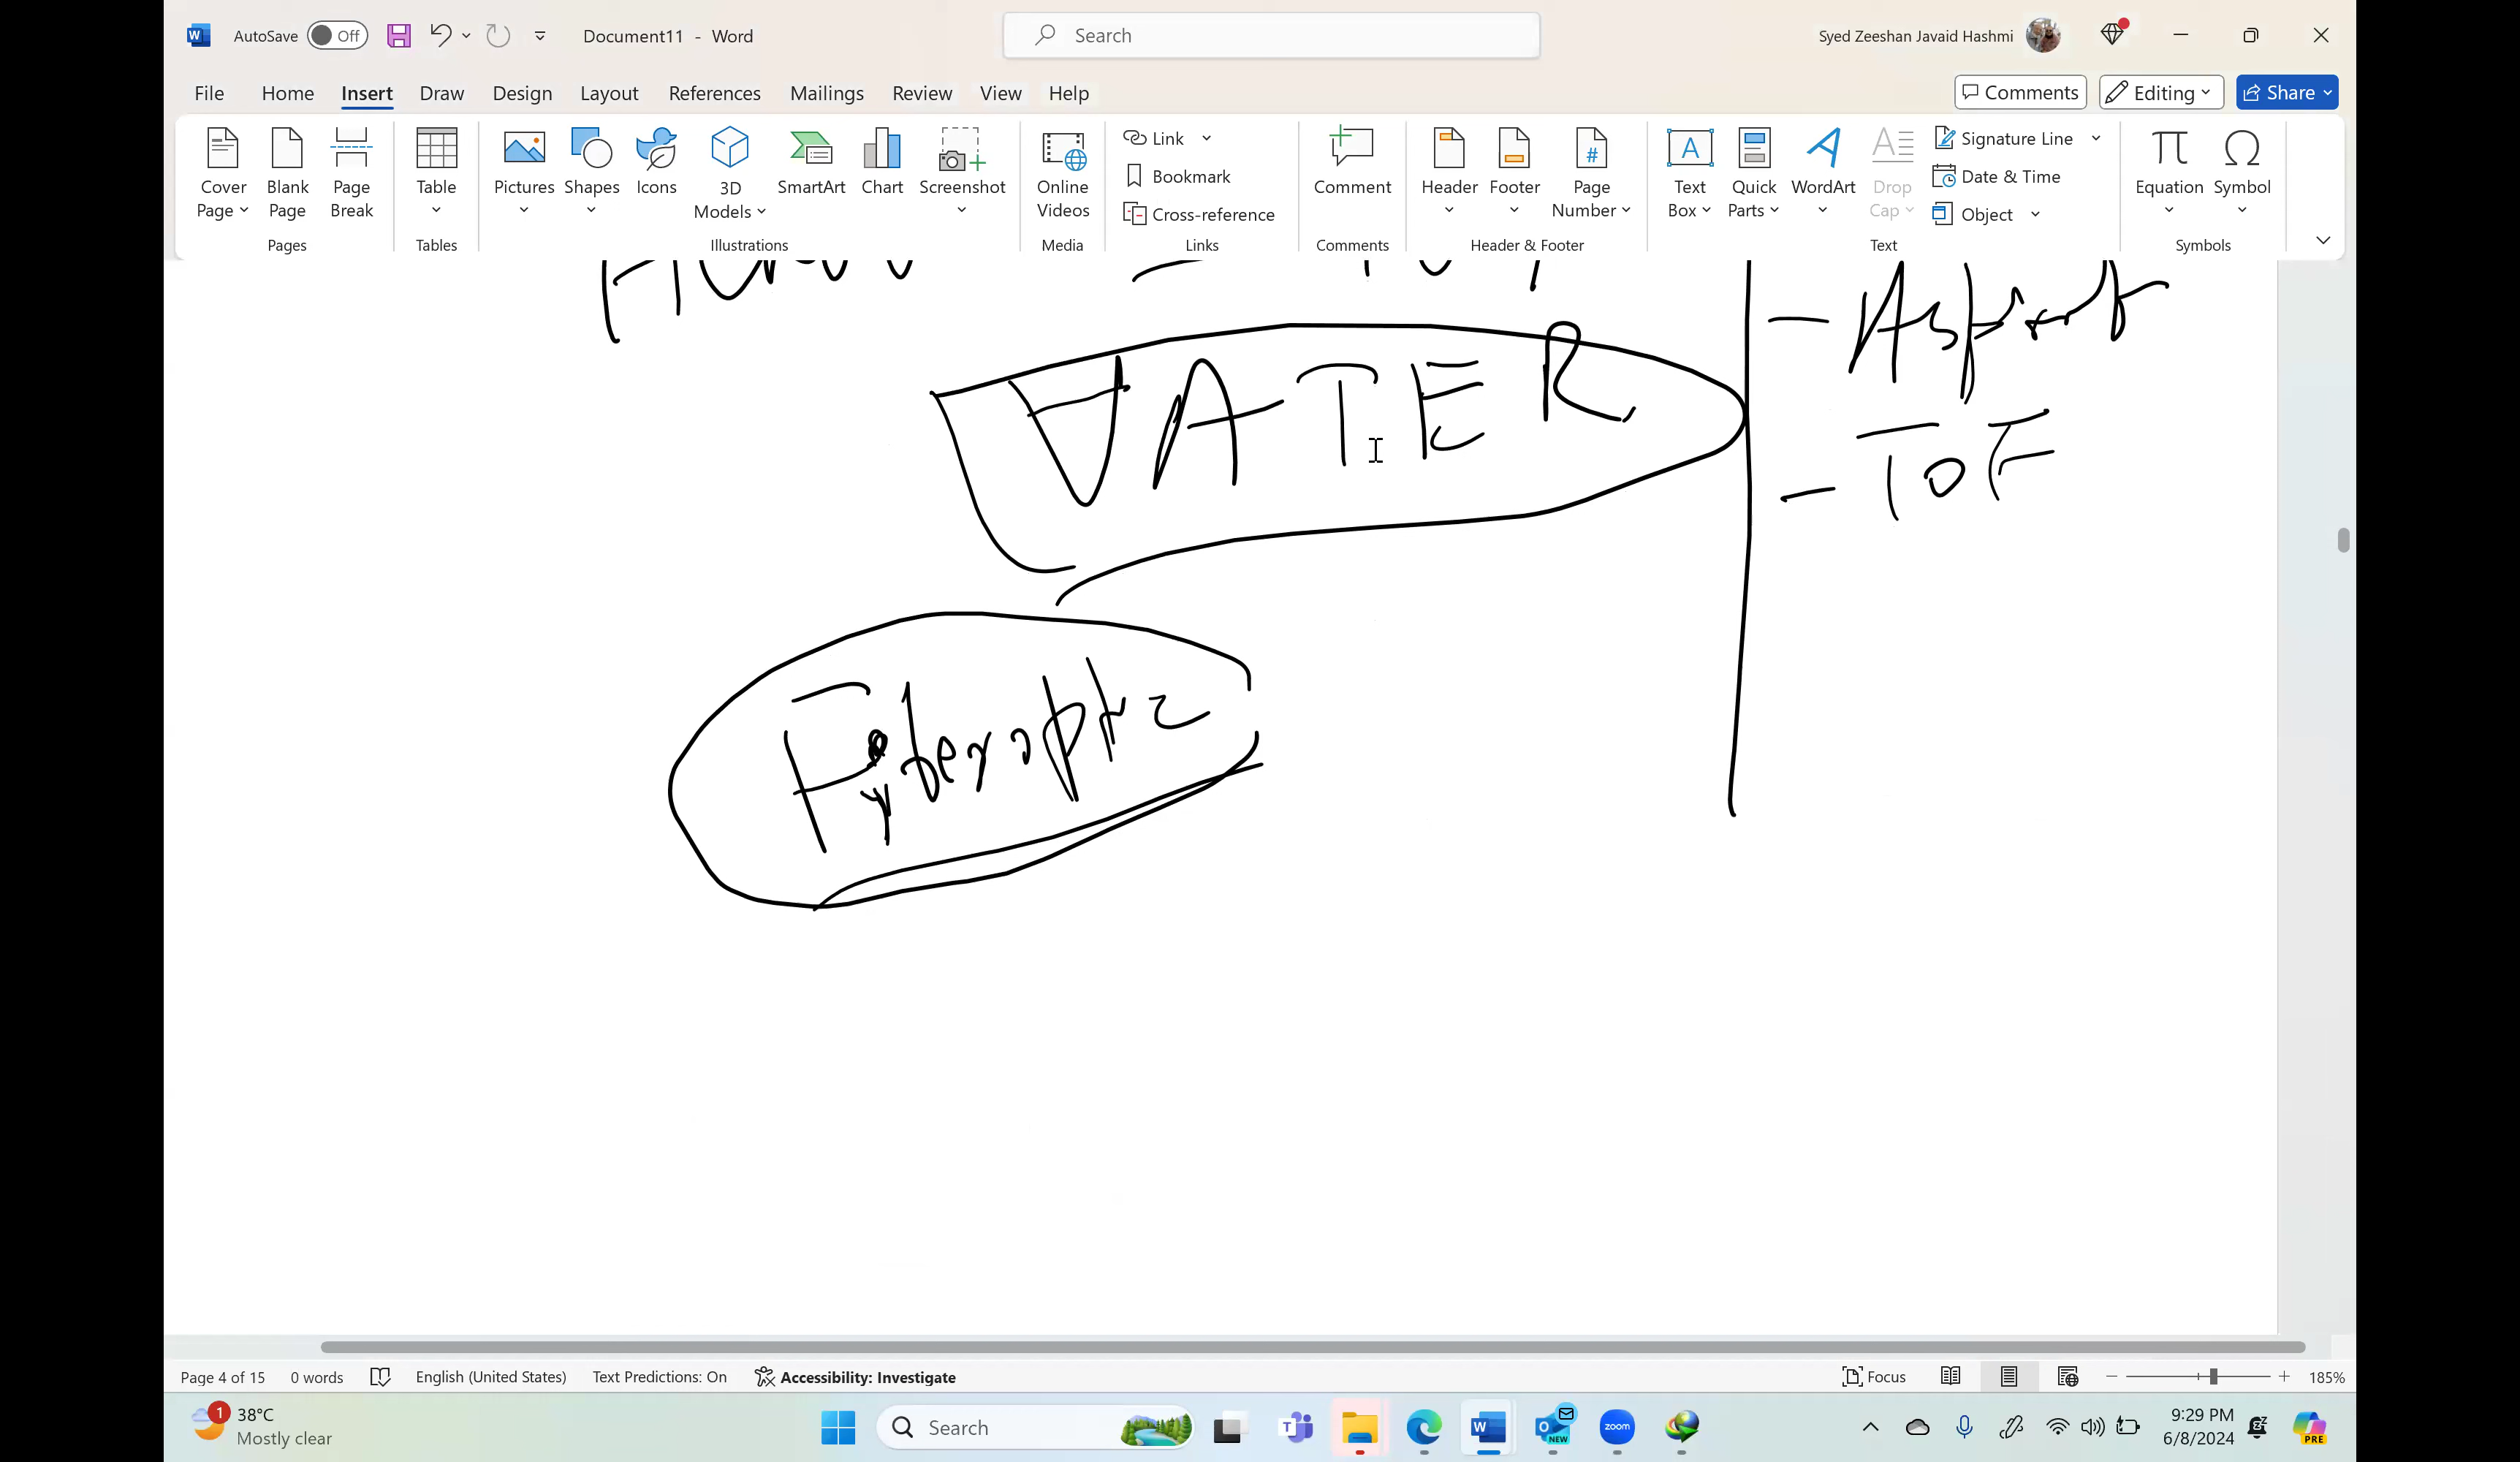 AutoSave Off Document11 - Word Search Syed Zeeshan Javaid Hashmi
File Home Insert Draw Design Layout References Mailings Review View Help Comments Editing Share
Cover Page Blank Page Page Break Table Pictures Shapes Icons 3D Models SmartArt Chart Screenshot Online Videos Link Bookmark Cross-reference Comment Header Footer Page Number Text Box Quick Parts WordArt Drop Cap Signature Line Date & Time Object Equation Symbol
Pages Tables Illustrations Media Links Comments Header & Footer Text Symbols
VATER
- TOF
Page 4 of 15 0 words English (United States) Text Predictions: On Accessibility: Investigate Focus 185%
1 38°C Mostly clear Search NEW zoom 9:29 PM 6/8/2024 PRE